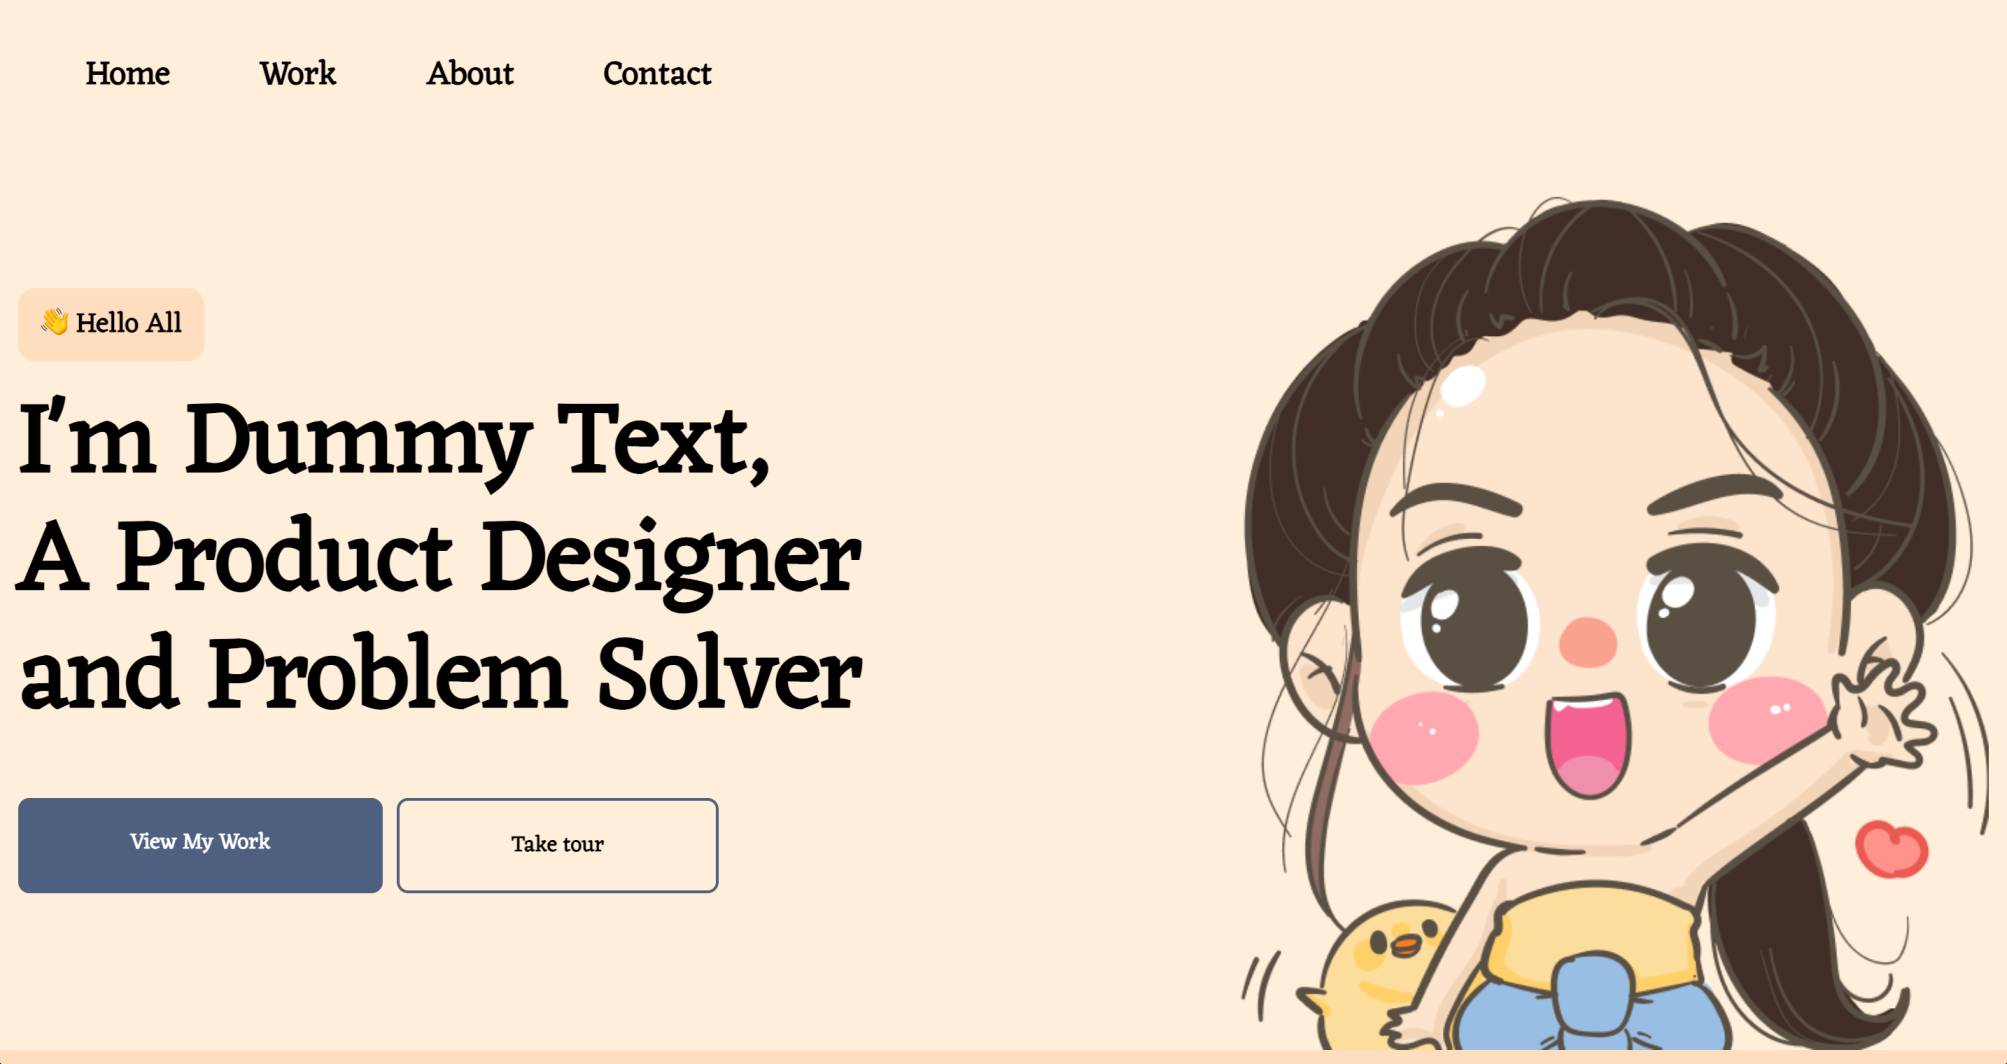 Home Work About Contact
👋 Hello All
I'm Dummy Text,
A Product Designer
and Problem Solver
View My Work
Take tour